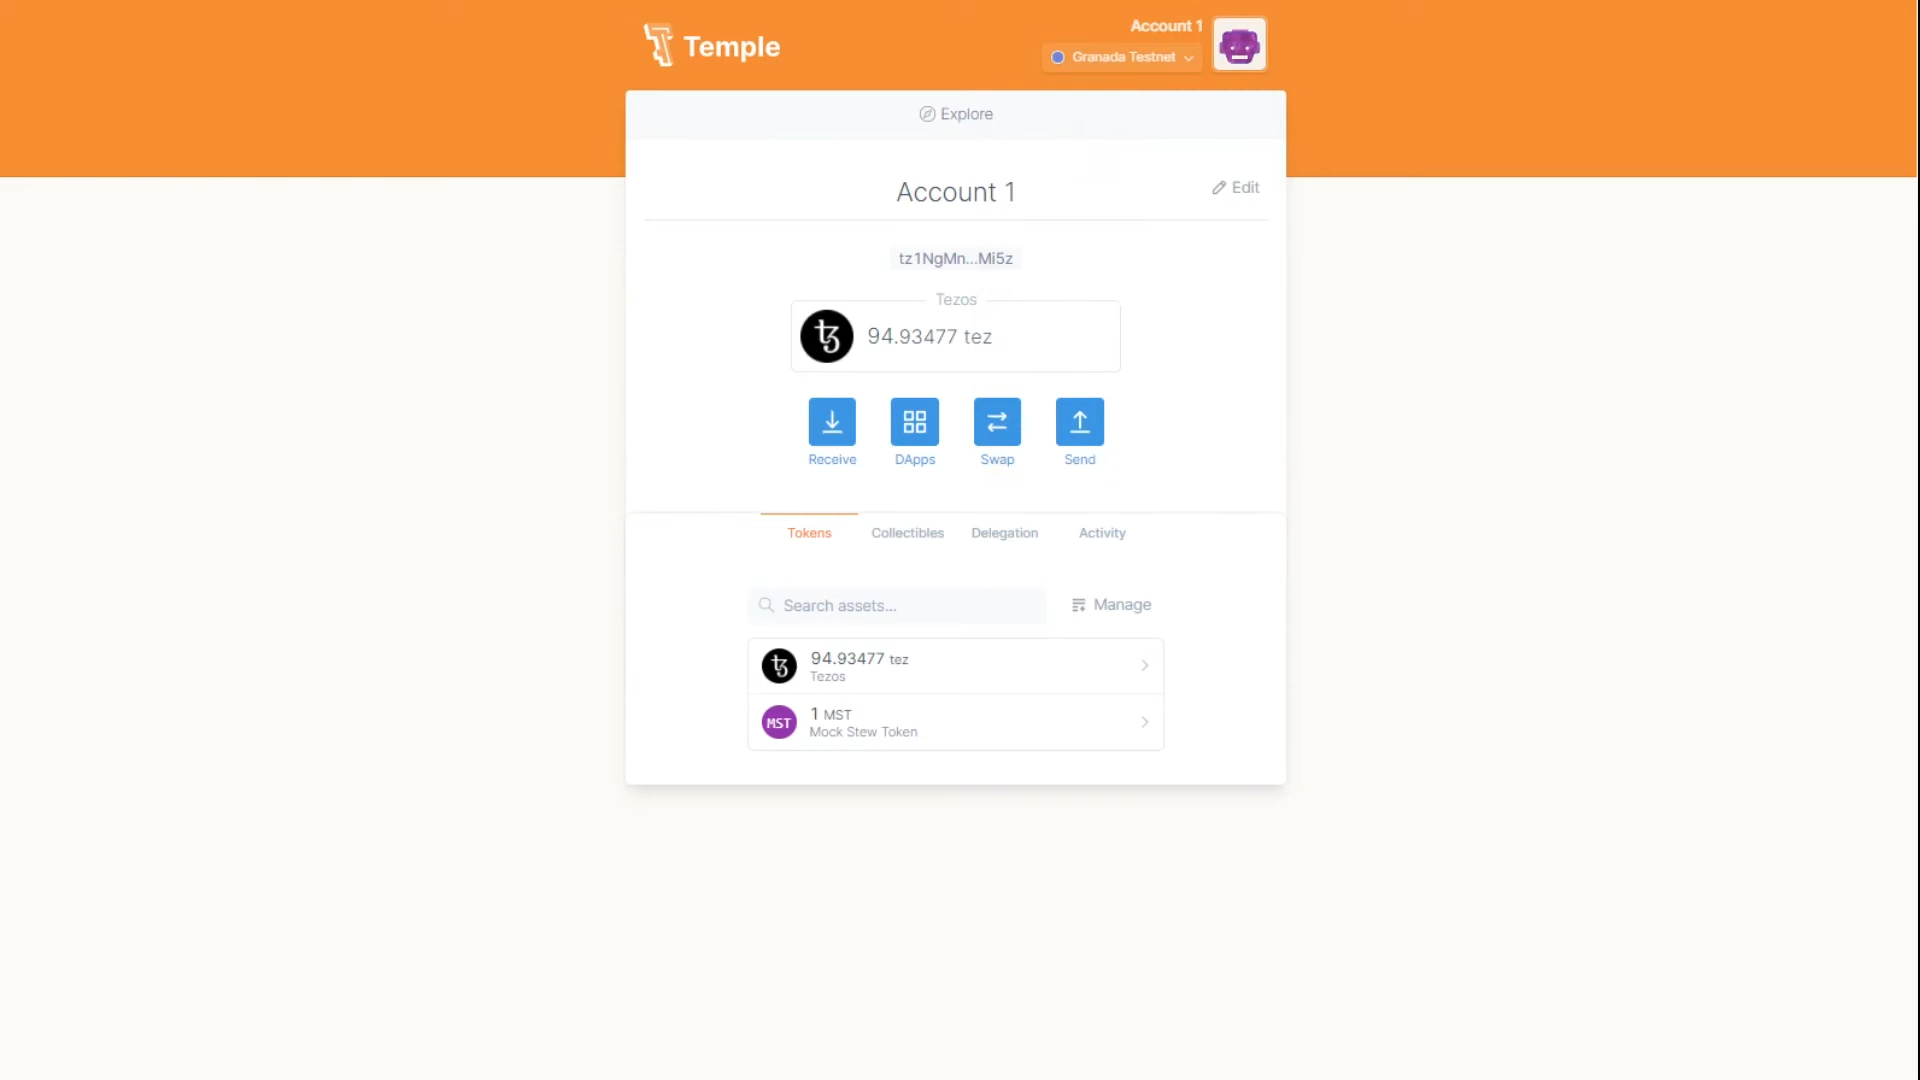 Temple
Account 1
Granada Testnet
Explore
Account 1
Edit
tz1NgMn...Mi5z
Tezos
94.93477 tez
Receive
DApps
Swap
Send
Tokens
Collectibles
Delegation
Activity
Search assets...
Manage
94.93477 tez
Tezos
MST
1 MST
Mock Stew Token